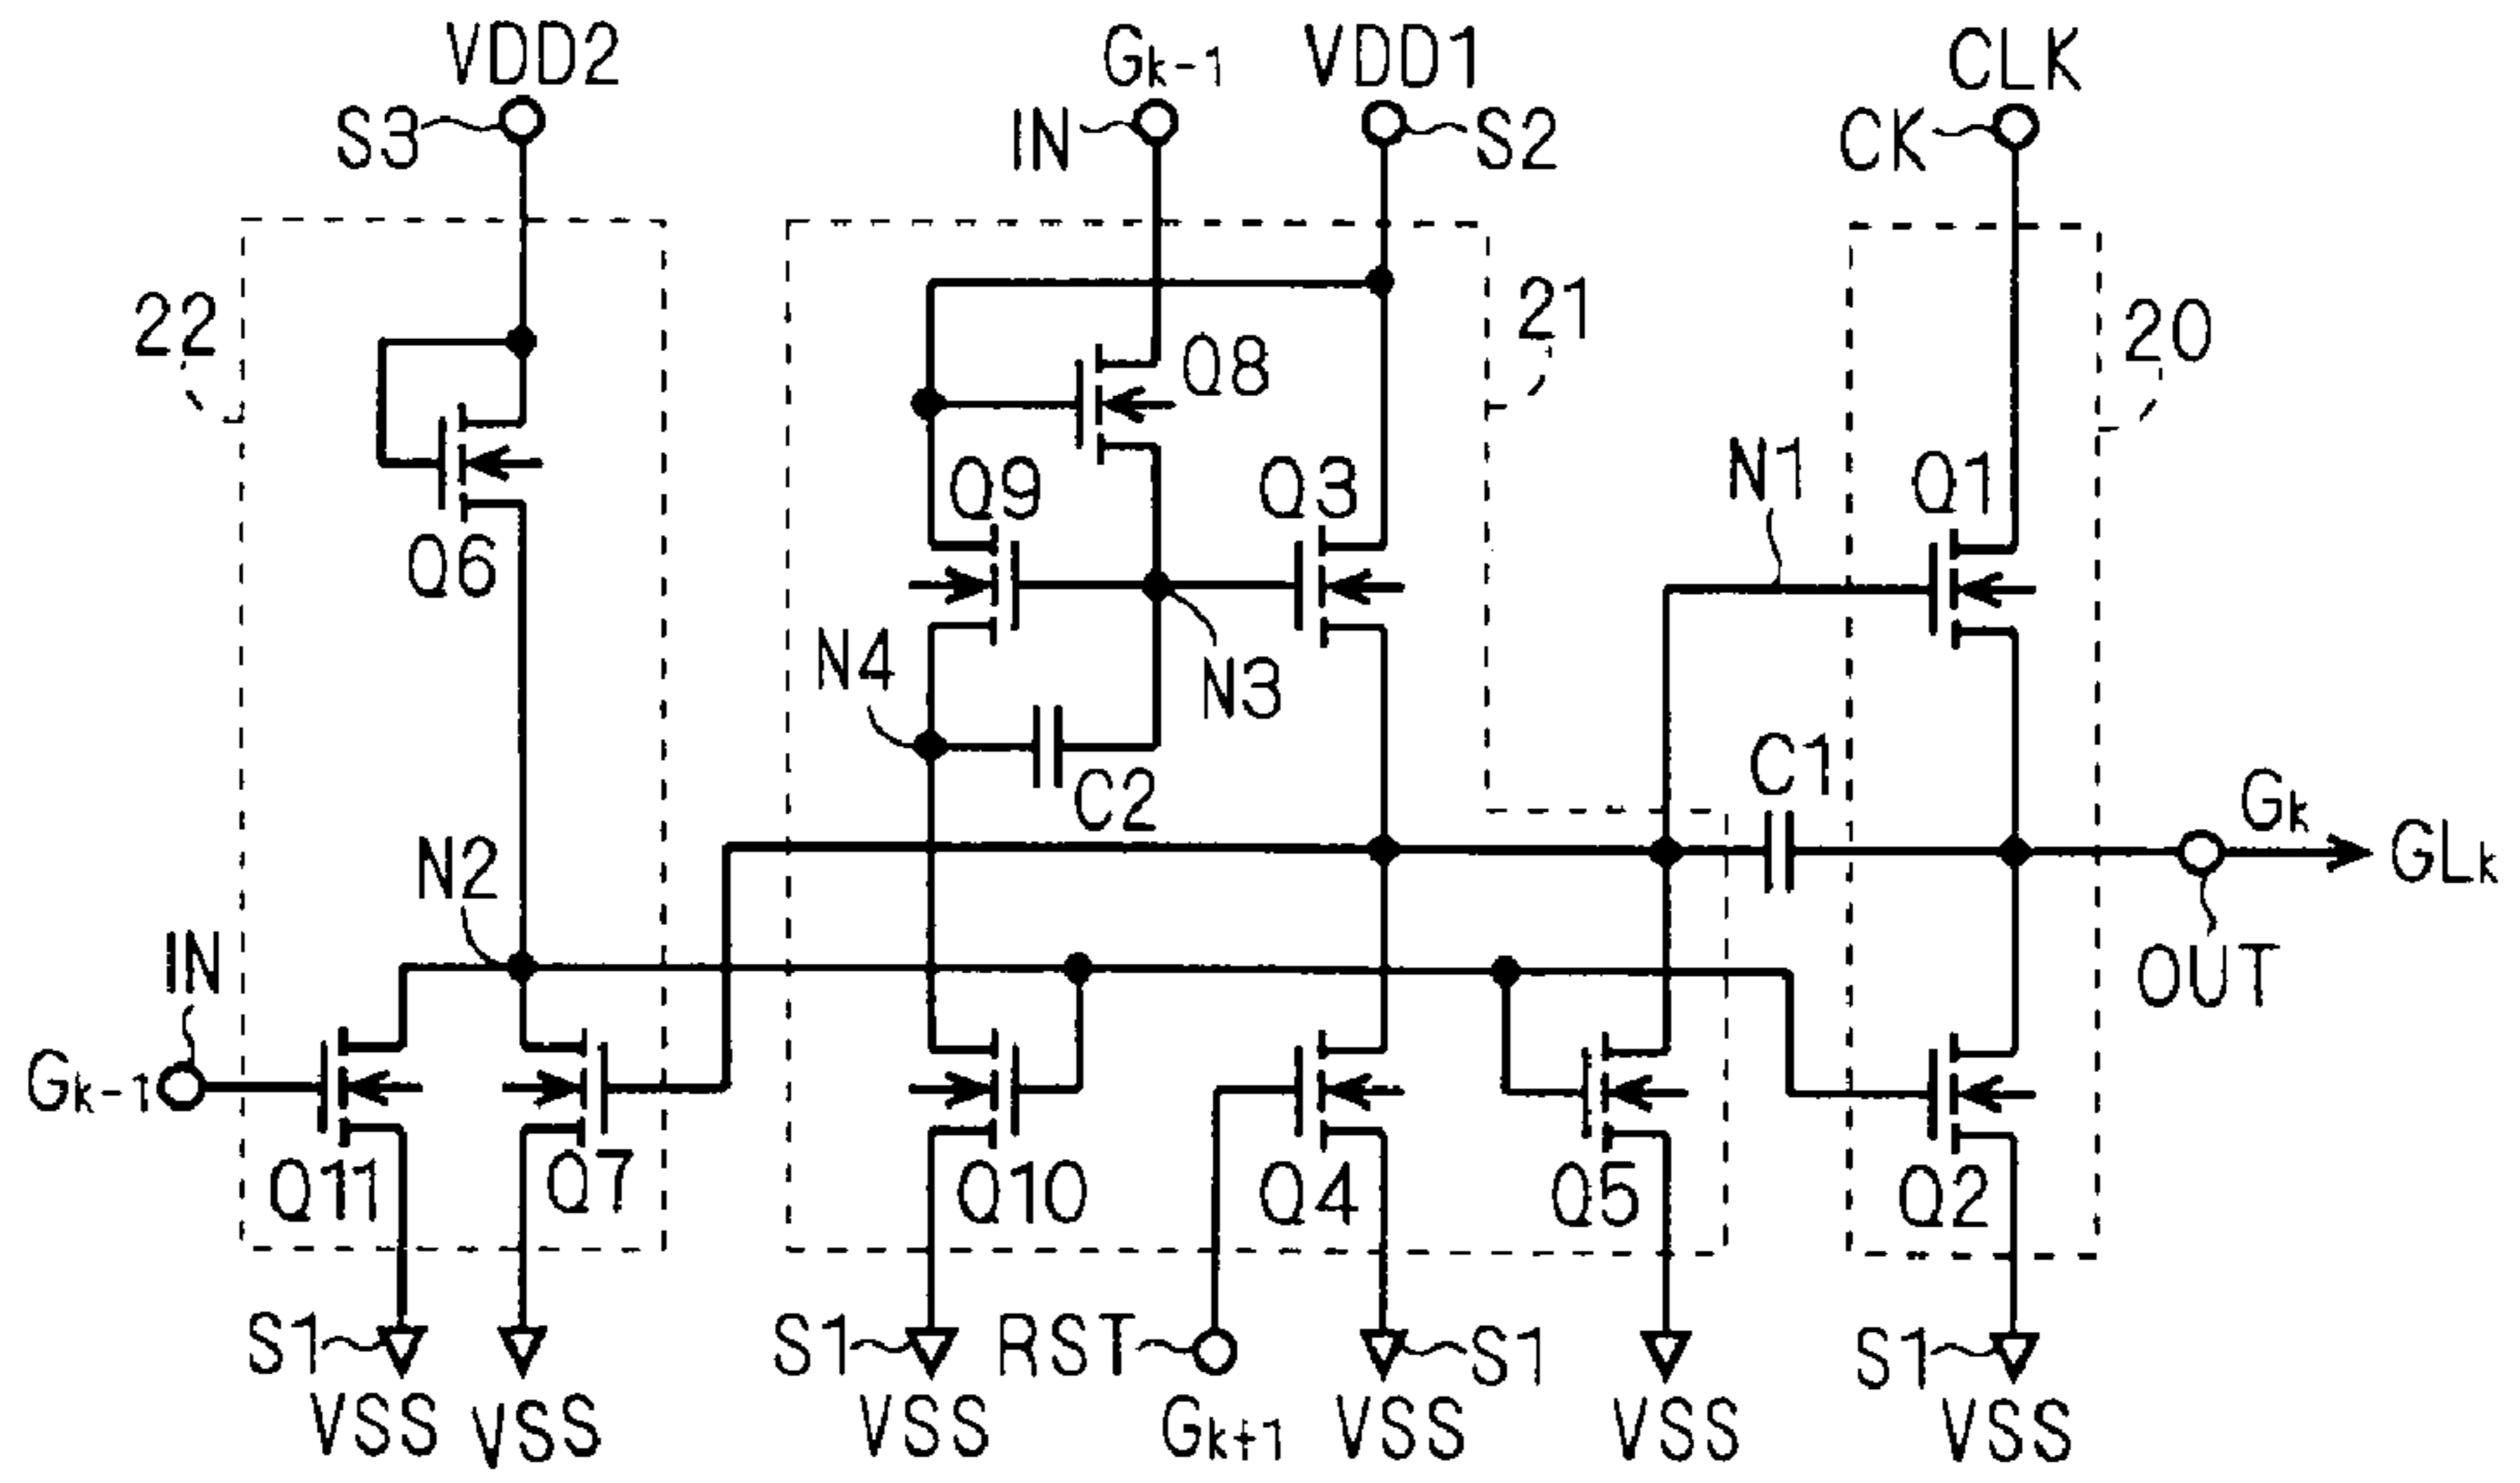 VDD2 Gk-1 VDD1 CLK
S3 IN S2 CK
22 21 20
Q8
Q9 Q3 N1 Q1
Q6
N4 N3
C1
C2 Gk
N2 GLk
IN OUT
Gk-1
Q11 Q7 Q10 Q4 Q5 Q2
S1 S1 RST S1 S1
VSS VSS VSS Gk+1 VSS VSS VSS